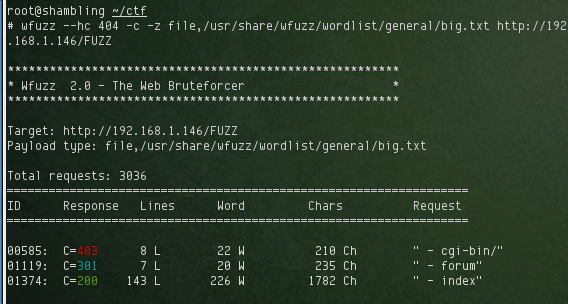 root@shambling ~/ctf
# wfuzz --hc 404 -c -z file,/usr/share/wfuzz/wordlist/general/big.txt http://192
.168.1.146/FUZZ
********************************************************
* Wfuzz  2.0 - The Web Bruteforcer                     *
********************************************************
Target: http://192.168.1.146/FUZZ
Payload type: file,/usr/share/wfuzz/wordlist/general/big.txt
Total requests: 3036
==================================================================
ID      Response   Lines      Word         Chars          Request
==================================================================
00585:  C=403      8 L        22 W          210 Ch        " - cgi-bin/"
01119:  C=301      7 L        20 W          235 Ch        " - forum"
01374:  C=200    143 L       226 W         1782 Ch        " - index"